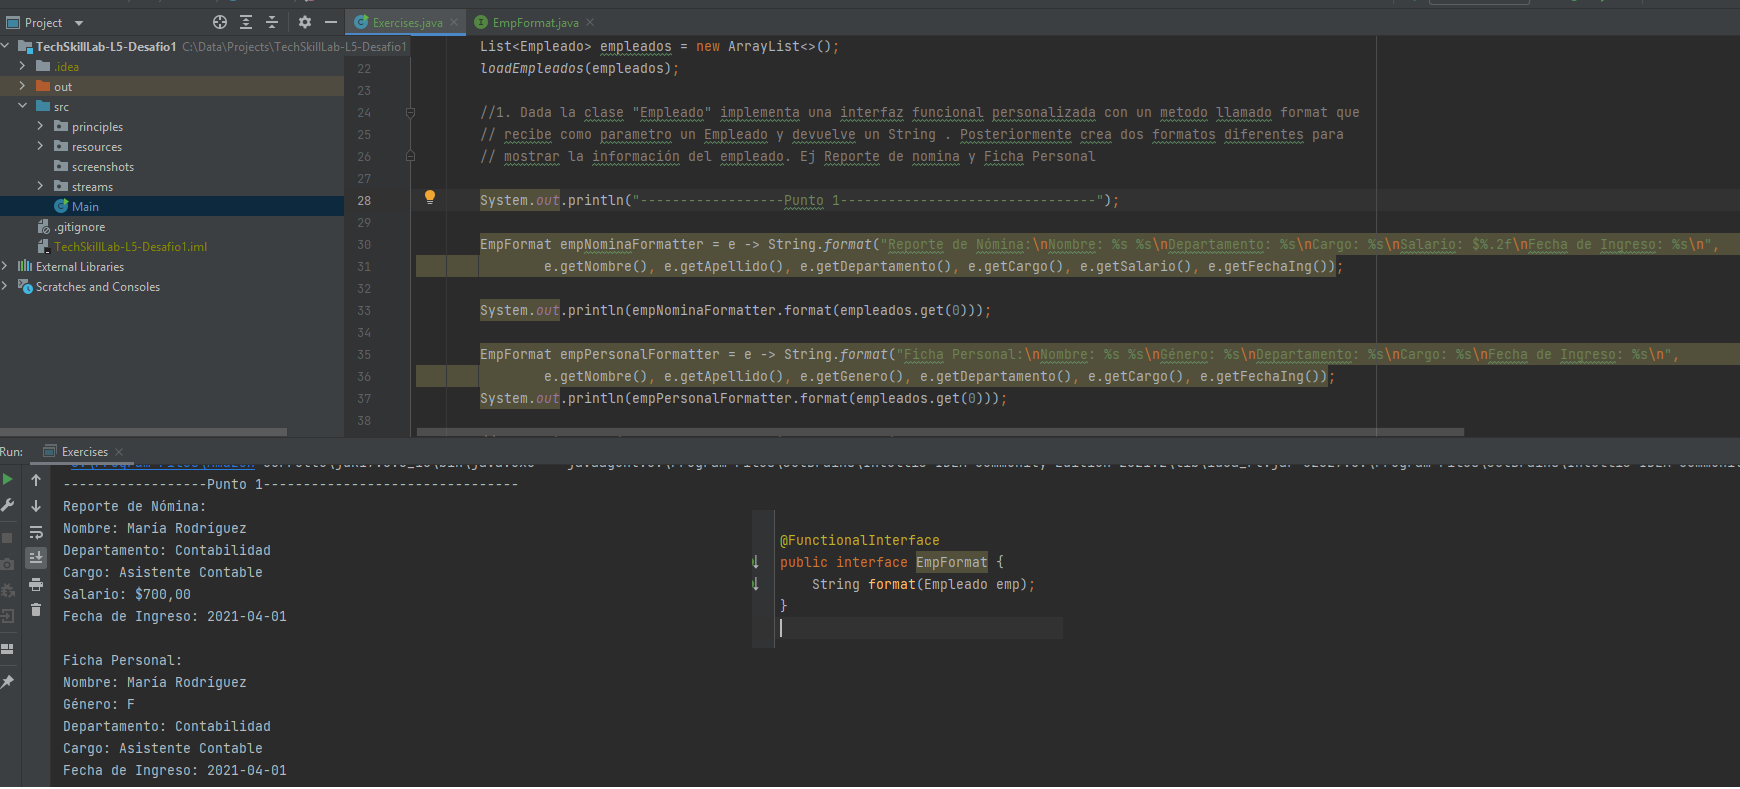 Project
Exercises.java
EmpFormat.java
TechSkillLab-L5-Desafio1 C:\Data\Projects\TechSkillLab-L5-Desafio1
.idea
out
src
principles
resources
screenshots
streams
Main
.gitignore
TechSkillLab-L5-Desafio1.iml
External Libraries
Scratches and Consoles
List<Empleado> empleados = new ArrayList<>();
22 loadEmpleados(empleados);
23
24 //1. Dada la clase "Empleado" implementa una interfaz funcional personalizada con un metodo llamado format que
25 // recibe como parametro un Empleado y devuelve un String . Posteriormente crea dos formatos diferentes para
26 // mostrar la información del empleado. Ej Reporte de nomina y Ficha Personal
27
28 System.out.println("------------------Punto 1--------------------------------");
29
30 EmpFormat empNominaFormatter = e -> String.format("Reporte de Nómina:\nNombre: %s %s\nDepartamento: %s\nCargo: %s\nSalario: $%.2f\nFecha de Ingreso: %s\n",
31 e.getNombre(), e.getApellido(), e.getDepartamento(), e.getCargo(), e.getSalario(), e.getFechaIng());
32
33 System.out.println(empNominaFormatter.format(empleados.get(0)));
34
35 EmpFormat empPersonalFormatter = e -> String.format("Ficha Personal:\nNombre: %s %s\nGénero: %s\nDepartamento: %s\nCargo: %s\nFecha de Ingreso: %s\n",
36 e.getNombre(), e.getApellido(), e.getGenero(), e.getDepartamento(), e.getCargo(), e.getFechaIng());
37 System.out.println(empPersonalFormatter.format(empleados.get(0)));
38
Run: Exercises
------------------Punto 1--------------------------------
Reporte de Nómina:
Nombre: María Rodríguez
Departamento: Contabilidad
Cargo: Asistente Contable
Salario: $700,00
Fecha de Ingreso: 2021-04-01
Ficha Personal:
Nombre: María Rodríguez
Género: F
Departamento: Contabilidad
Cargo: Asistente Contable
Fecha de Ingreso: 2021-04-01
@FunctionalInterface
public interface EmpFormat {
String format(Empleado emp);
}